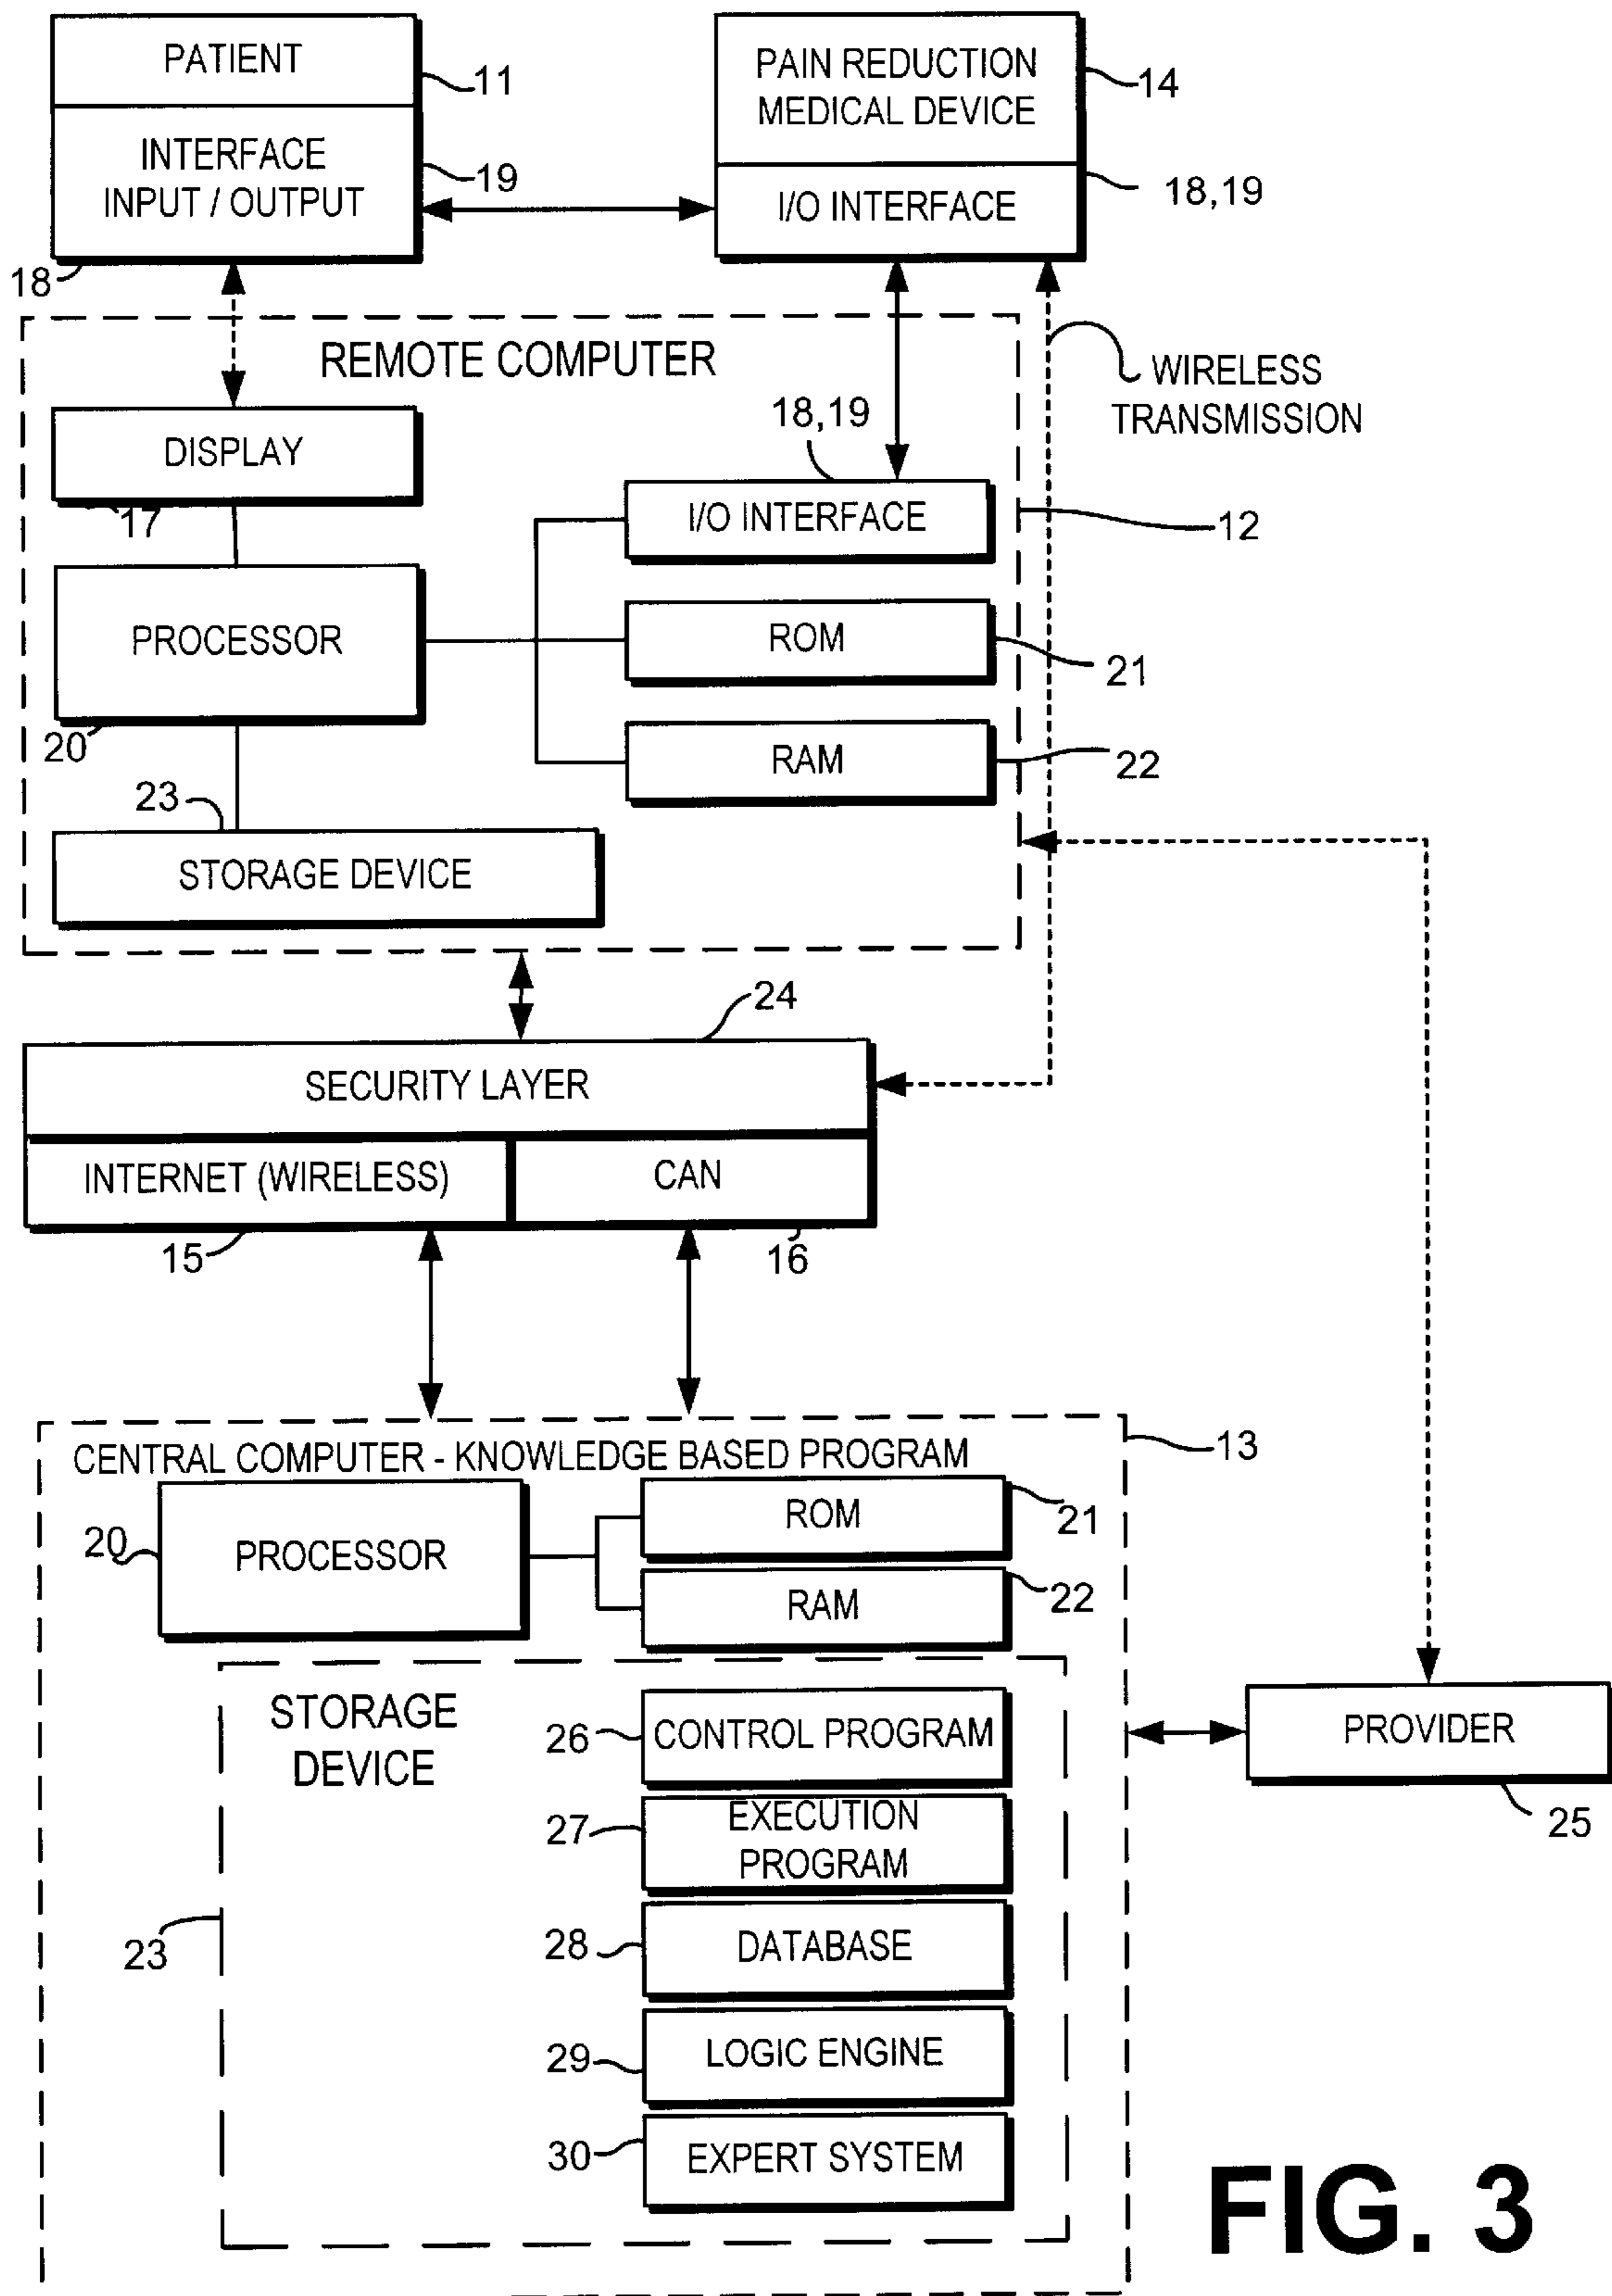 PATIENT
11
INTERFACE
INPUT / OUTPUT
19
18
PAIN REDUCTION
MEDICAL DEVICE
14
I/O INTERFACE
18,19
REMOTE COMPUTER
WIRELESS
TRANSMISSION
DISPLAY
17
18,19
I/O INTERFACE
12
PROCESSOR
20
ROM
21
RAM
22
23
STORAGE DEVICE
24
SECURITY LAYER
INTERNET (WIRELESS)
CAN
15
16
CENTRAL COMPUTER - KNOWLEDGE BASED PROGRAM
13
20
PROCESSOR
ROM
21
RAM
22
STORAGE
DEVICE
23
26
CONTROL PROGRAM
27
EXECUTION
PROGRAM
28
DATABASE
29
LOGIC ENGINE
30
EXPERT SYSTEM
PROVIDER
25
FIG. 3